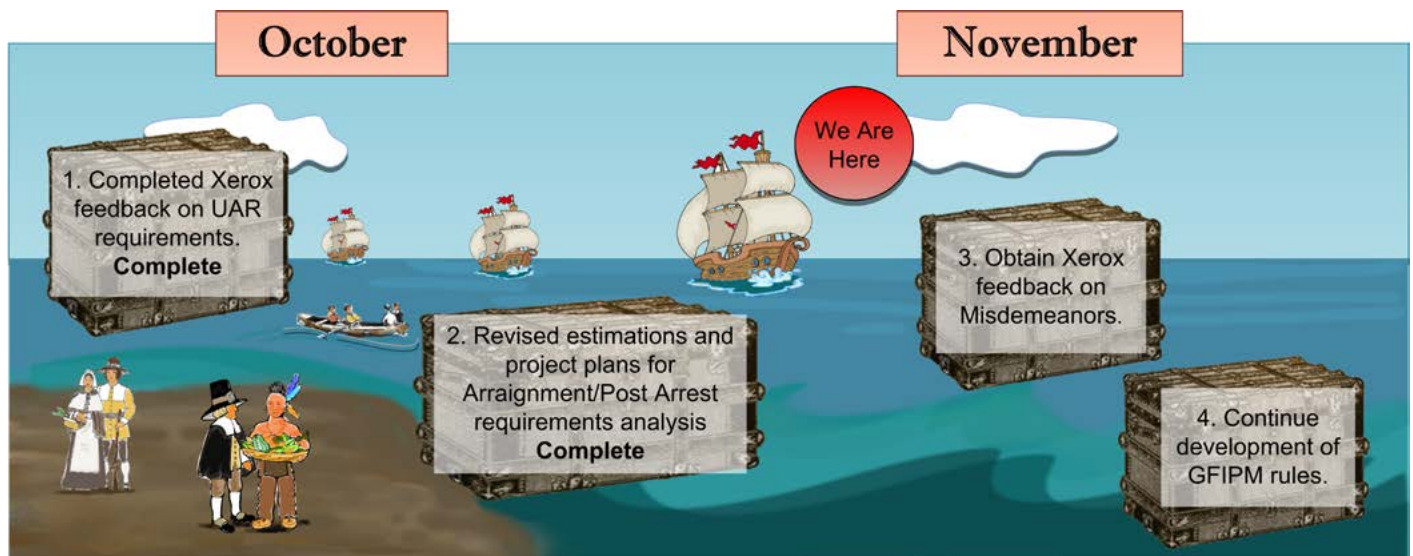 October
November
We Are
Here
1. Completed Xerox
feedback on UAR
requirements.
Complete
2. Revised estimations and
project plans for
Arraignment/Post Arrest
requirements analysis
Complete
3. Obtain Xerox
feedback on
Misdemeanors.
4. Continue
development of
GFIPM rules.